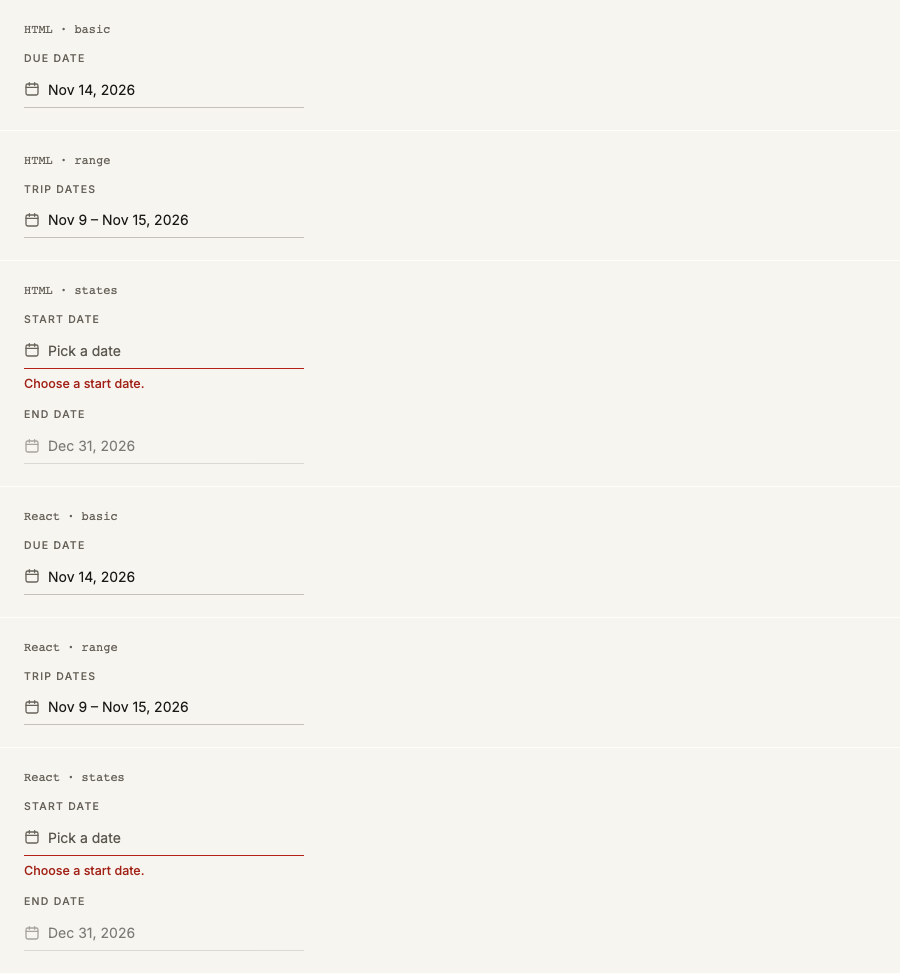 HTML · basic
DUE DATE
Nov 14, 2026
HTML · range
TRIP DATES
Nov 9 – Nov 15, 2026
HTML · states
START DATE
Pick a date
Choose a start date.
END DATE
Dec 31, 2026
React · basic
DUE DATE
Nov 14, 2026
React · range
TRIP DATES
Nov 9 – Nov 15, 2026
React · states
START DATE
Pick a date
Choose a start date.
END DATE
Dec 31, 2026